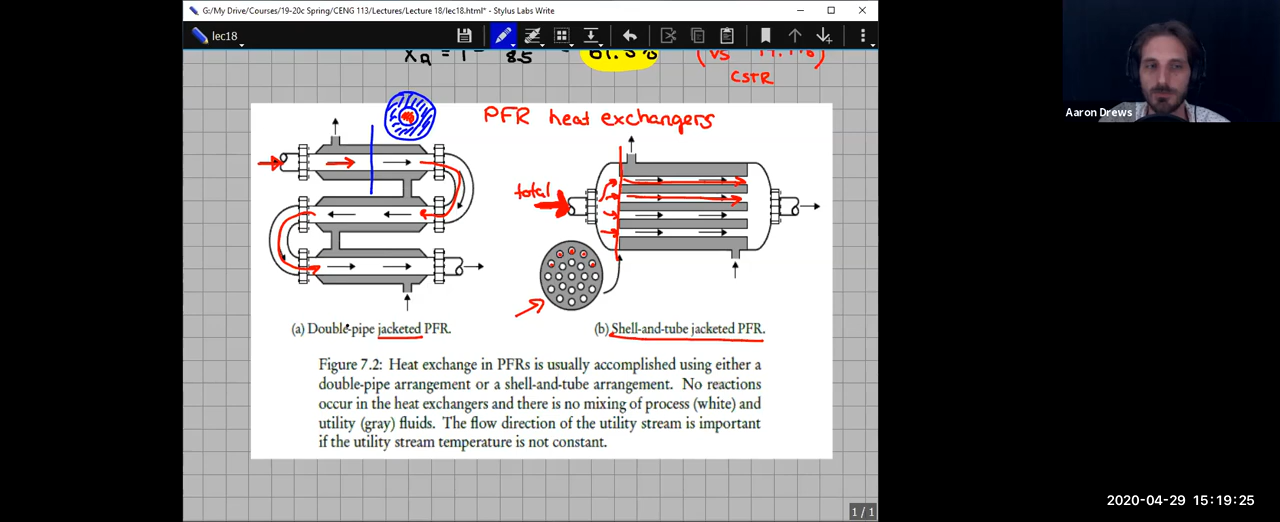 G:/My Drive/Courses/19-20c Spring/CENG 113/Lectures/Lecture 18/lec18.html* - Stylus Labs Write
lec18
85
CSTR
PFR heat exchangers
total
(a) Double-pipe jacketed PFR.
(b) Shell-and-tube jacketed PFR.
Figure 7.2: Heat exchange in PFRs is usually accomplished using either a
double-pipe arrangement or a shell-and-tube arrangement. No reactions
occur in the heat exchangers and there is no mixing of process (white) and
utility (gray) fluids. The flow direction of the utility stream is important
if the utility stream temperature is not constant.
1 / 1
Aaron Drews
2020-04-29 15:19:25